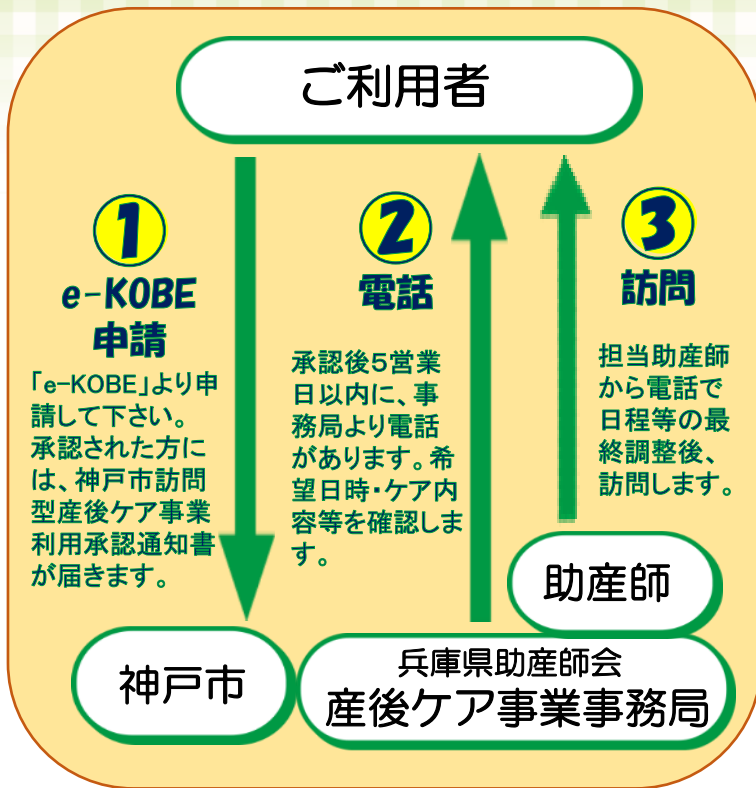 ご利用者
1
e-KOBE
申請
「e-KOBE」より申
請して下さい。
承認された方に
は、神戸市訪問
型産後ケア事業
利用承認通知書
が届きます。
2
電話
承認後5営業
日以内に、事
務局より電話
があります。希
望日時・ケア内
容等を確認しま
す。
3
訪問
担当助産師
から電話で
日程等の最
終調整後、
訪問します。
助産師
神戸市
兵庫県助産師会
産後ケア事業事務局